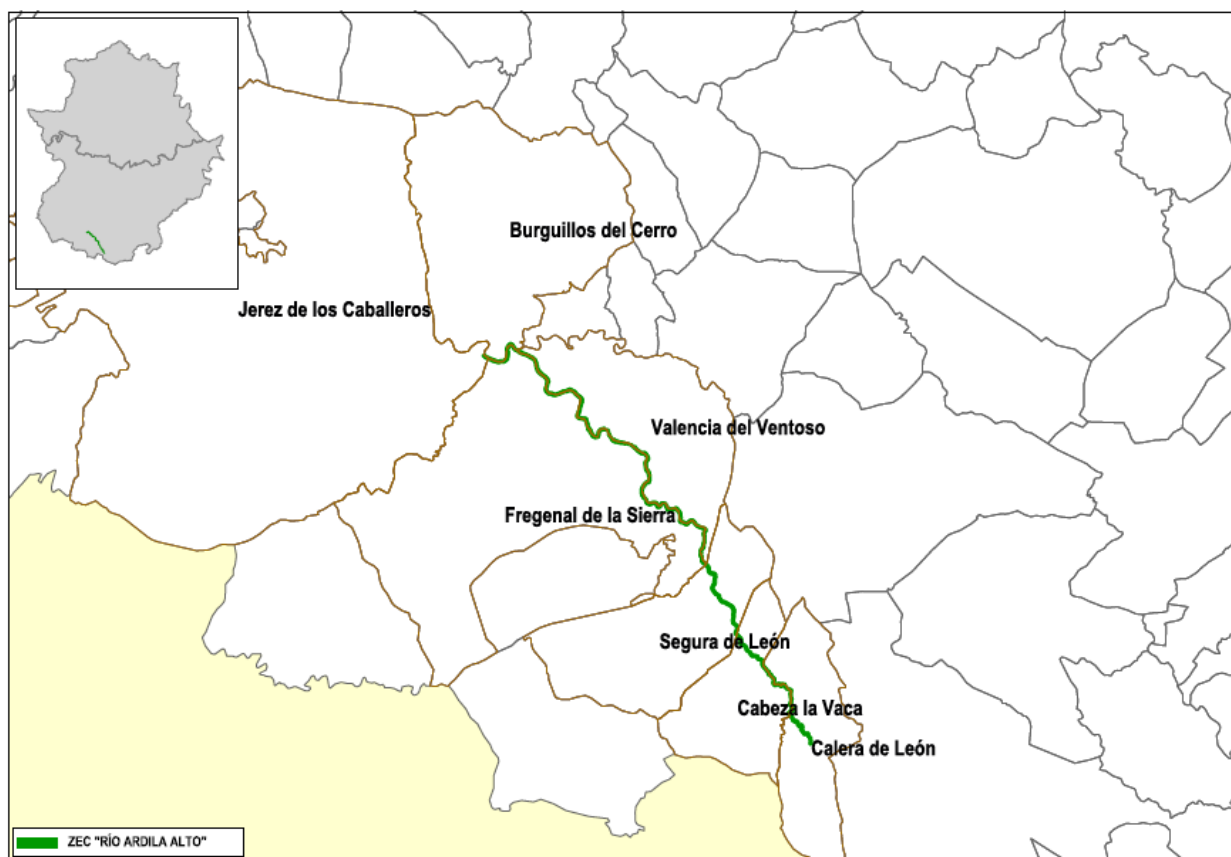 Burguillos del Cerro
Jerez de los Caballeros
Valencia del Ventoso
Fregenal de la Sierra
Segura de León
Cabeza la Vaca
Calera de León
ZEC "RÍO ARDILA ALTO"